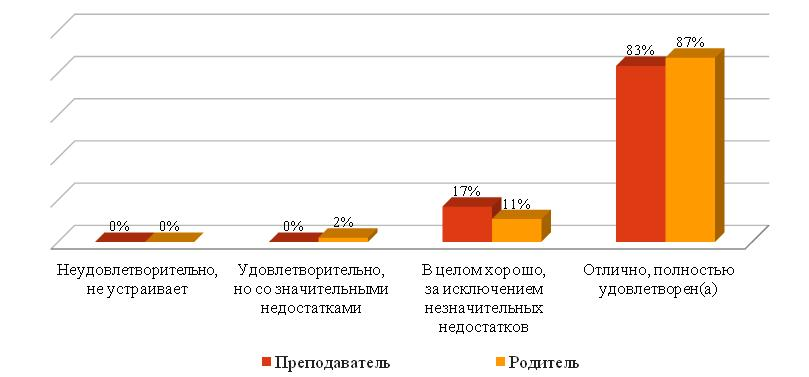 83% 87%
17% 11%
0% 0% 0% 2%
Неудовлетворительно,
не устраивает
Удовлетворительно,
но со значительными
недостатками
В целом хорошо,
за исключением
незначительных
недостатков
Отлично, полностью
удовлетворен(а)
Преподаватель Родитель